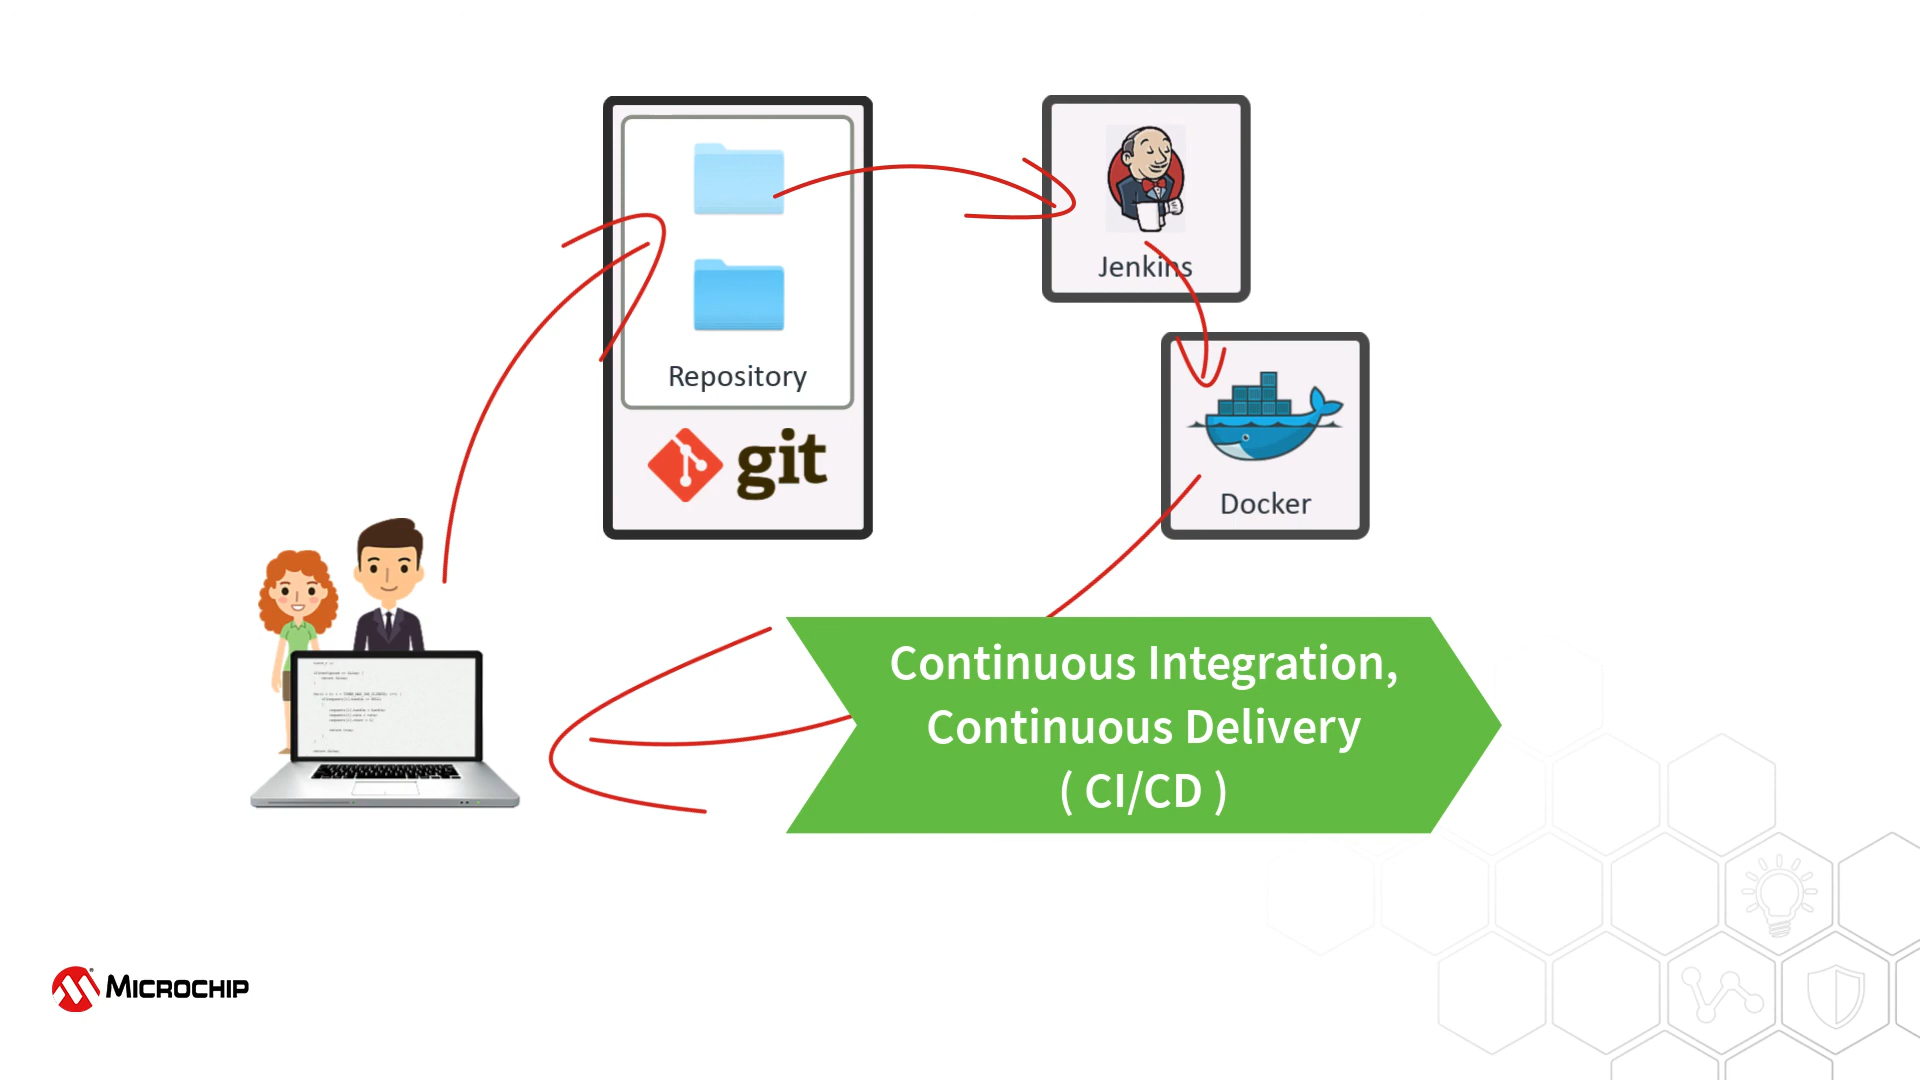 Repository
git
Jenkins
Docker
Continuous Integration,
Continuous Delivery
( CI/CD )
MICROCHIP